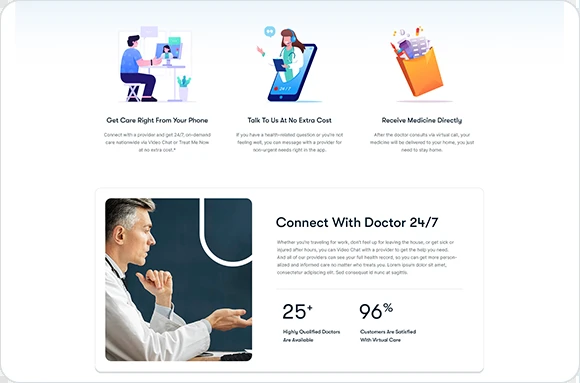 24/7
Get Care Right From Your Phone
Connect with a provider and get 24/7, on-demand
care nationwide via Video Chat or Treat Me Now
at no extra cost.*
Talk To Us At No Extra Cost
If you have a health-related question or you're not
feeling well, you can message with a provider for
non-urgent needs right in the app.
Receive Medicine Directly
After the doctor consults via virtual call, your
medicine will be delivered to your home, you just
need to stay home.
Connect With Doctor 24/7
Whether you're traveling for work, don't feel up for leaving the house, or get sick or
injured after hours, you can Video Chat with a provider to get the help you need.
And all of our providers can see your full health record, so you can get more person-
alized and informed care no matter who treats you. Lorem ipsum dolor sit amet,
consectetur adipiscing elit. Sed consequat id nunc at sagittis.
25+
Highly Qualified Doctors
Are Available
96%
Customers Are Satisfied
With Virtual Care